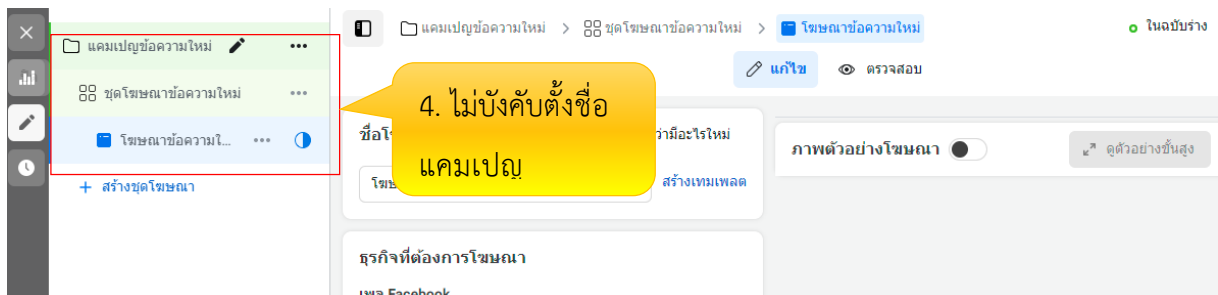 แคมเปญข้อความใหม่
ชุดโฆษณาข้อความใหม่
โฆษณาข้อความใ...
+ สร้างชุดโฆษณา
แคมเปญข้อความใหม่ > ชุดโฆษณาข้อความใหม่ > โฆษณาข้อความใหม่
ในฉบับร่าง
แก้ไข ตรวจสอบ
4. ไม่บังคับตั้งชื่อ
แคมเปญ
มีอะไรใหม่
สร้างเทมเพลต
ภาพตัวอย่างโฆษณา
ดูตัวอย่างขั้นสูง
ธุรกิจที่ต้องการโฆษณา
เพจ Facebook